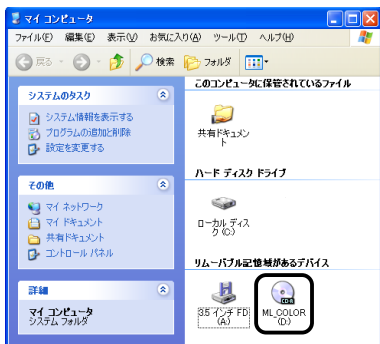 マイ コンピュータ
ファイル(F) 編集(E) 表示(V) お気に入り(A) ツール(T) ヘルプ(H)
戻る 検索 フォルダ
システムのタスク
システム情報を表示する
プログラムの追加と削除
設定を変更する
その他
マイ ネットワーク
マイ ドキュメント
共有ドキュメント
コントロール パネル
詳細
マイ コンピュータ
システム フォルダ
このコンピュータに保管されているファイル
共有ドキュメン
ト
ハード ディスク ドライブ
ローカル ディス
ク (C:)
リムーバブル記憶域があるデバイス
3.5 インチ FD
(A:)
CD-R
ML_COLOR
(D:)